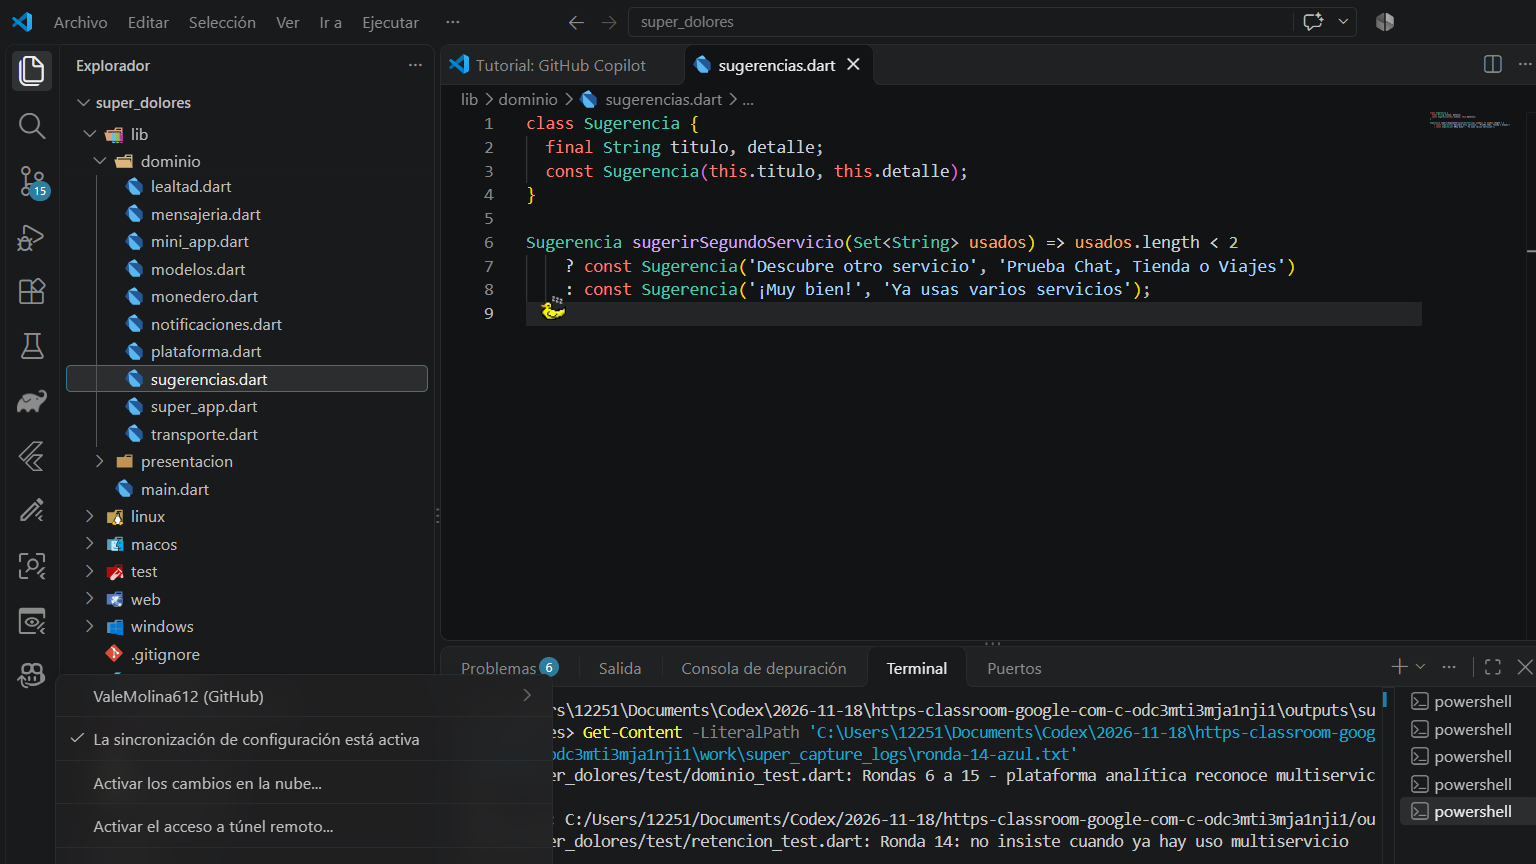 Archivo Editar Selección Ver Ir a Ejecutar ···
super_dolores
Explorador ···
super_dolores
lib
dominio
lealtad.dart
mensajeria.dart
mini_app.dart
modelos.dart
monedero.dart
notificaciones.dart
plataforma.dart
sugerencias.dart
super_app.dart
transporte.dart
presentacion
main.dart
linux
macos
test
web
windows
.gitignore
15
ValeMolina612 (GitHub)
La sincronización de configuración está activa
Activar los cambios en la nube...
Activar el acceso a túnel remoto...
Tutorial: GitHub Copilot
sugerencias.dart
lib > dominio > sugerencias.dart > ...
1 class Sugerencia {
2 final String titulo, detalle;
3 const Sugerencia(this.titulo, this.detalle);
4 }
5
6 Sugerencia sugerirSegundoServicio(Set<String> usados) => usados.length < 2
7 ? const Sugerencia('Descubre otro servicio', 'Prueba Chat, Tienda o Viajes')
8 : const Sugerencia('¡Muy bien!', 'Ya usas varios servicios');
9
Problemas 6 Salida Consola de depuración Terminal Puertos
rs\12251\Documents\Codex\2026-11-18\https-classroom-google-com-c-odc3mti3mja1nji1\outputs\su
es> Get-Content -LiteralPath 'C:\Users\12251\Documents\Codex\2026-11-18\https-classroom-goog
odc3mti3mja1nji1\work\super_capture_logs\ronda-14-azul.txt'
er_dolores/test/dominio_test.dart: Rondas 6 a 15 - plataforma analítica reconoce multiservic
: C:/Users/12251/Documents/Codex/2026-11-18/https-classroom-google-com-c-odc3mti3mja1nji1/ou
er_dolores/test/retencion_test.dart: Ronda 14: no insiste cuando ya hay uso multiservicio
powershell
powershell
powershell
powershell
powershell